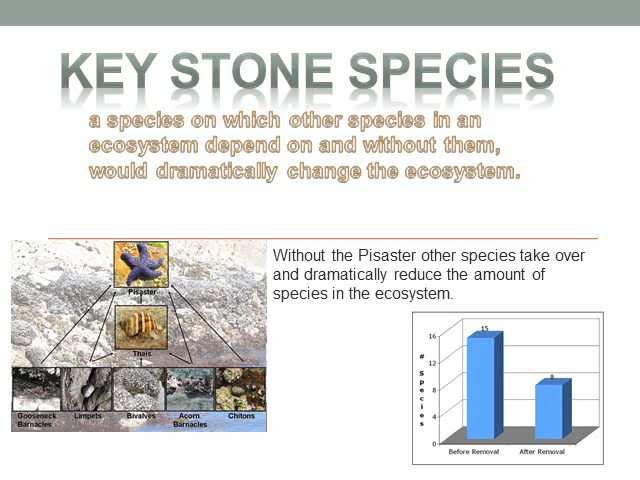 KEY STONE SPECIES
a species on which other species in an
ecosystem depend on and without them,
would dramatically change the ecosystem.
Without the Pisaster other species take over
and dramatically reduce the amount of
species in the ecosystem.
Pisaster
Thais
Gooseneck Barnacles
Limpets
Bivalves
Acorn Barnacles
Chitons
# Species
16
12
8
4
0
15
8
Before Removal
After Removal